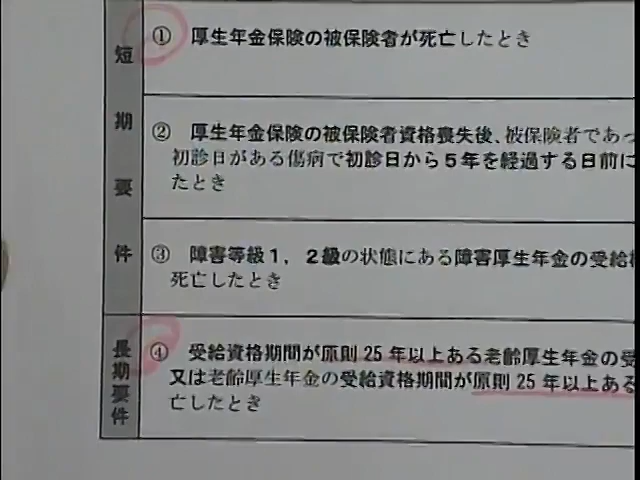 短期要件
① 厚生年金保険の被保険者が死亡したとき
② 厚生年金保険の被保険者資格喪失後、被保険者であっ
初診日がある傷病で初診日から5年を経過する日前に
たとき
③ 障害等級1，2級の状態にある障害厚生年金の受給
死亡したとき
長期要件
④ 受給資格期間が原則25年以上ある老齢厚生年金の受
又は老齢厚生年金の受給資格期間が原則25年以上ある
亡したとき